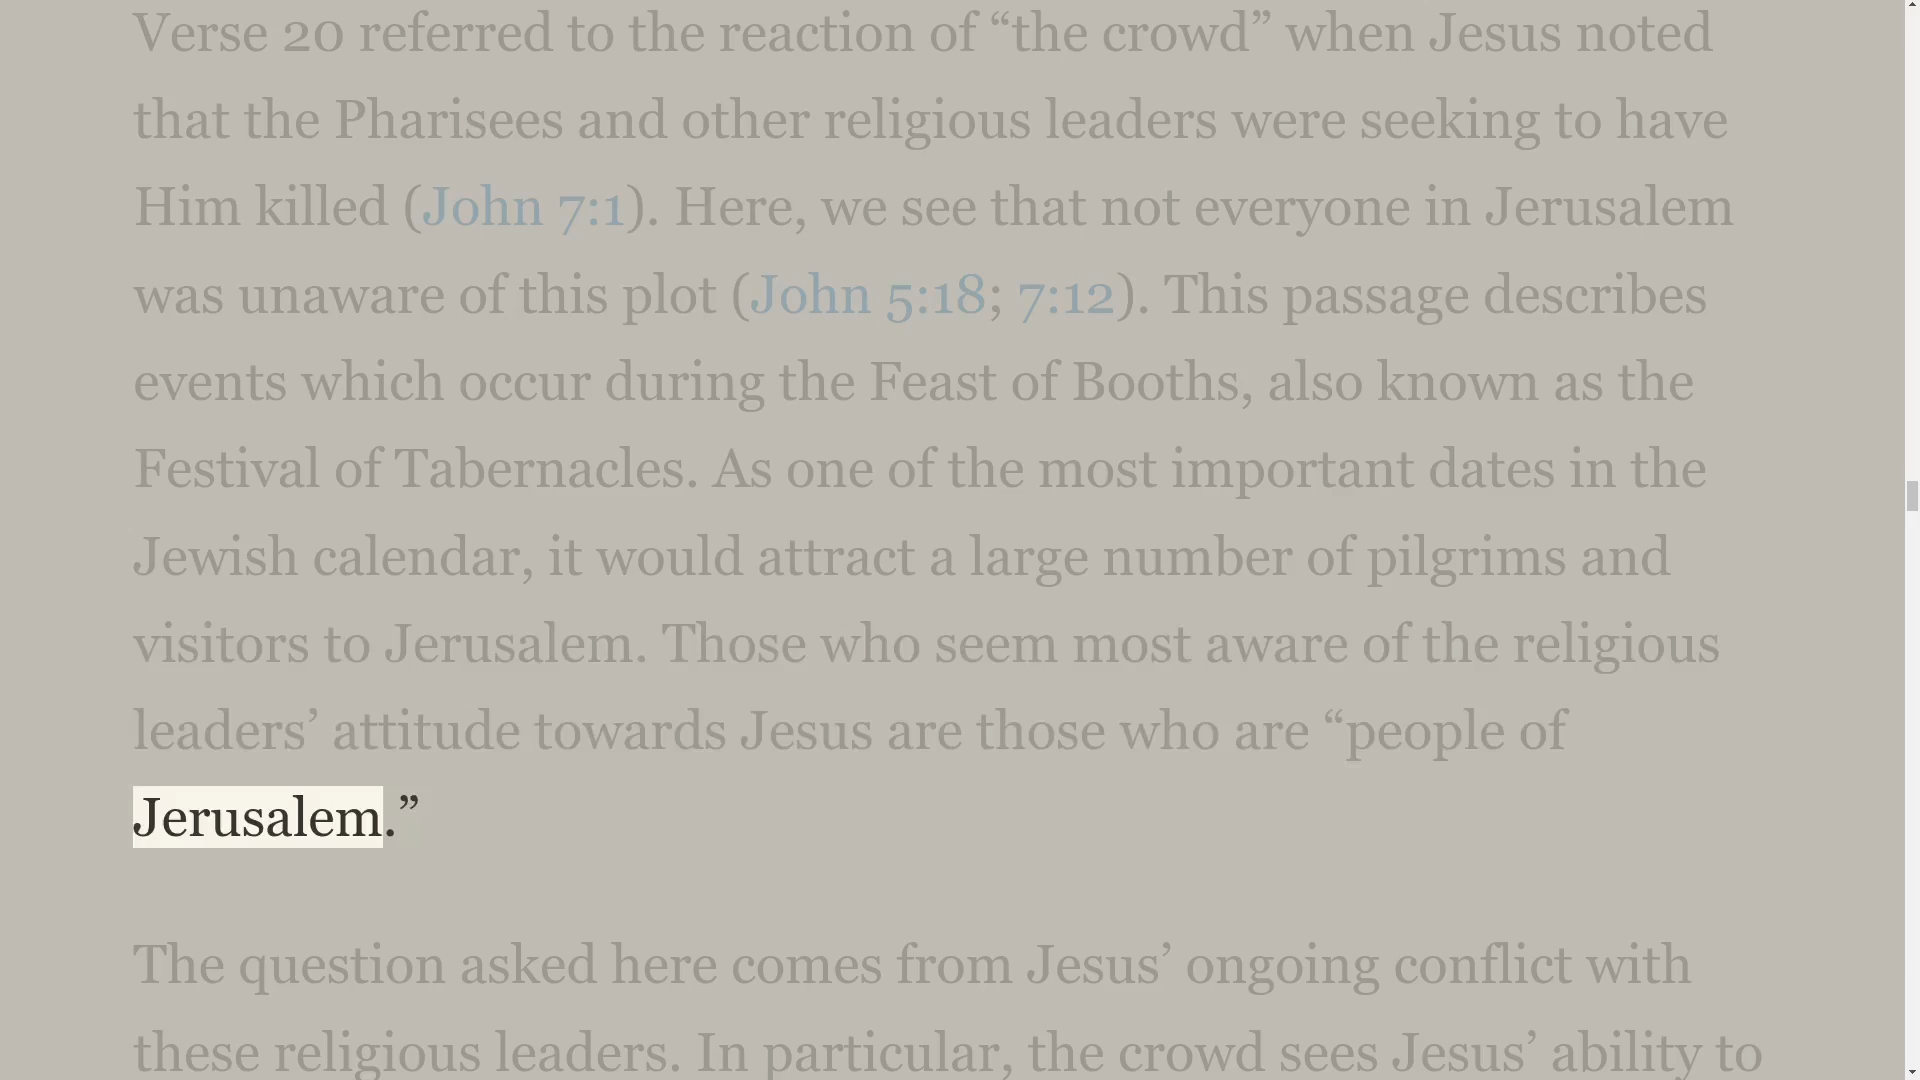 Verse 20 referred to the reaction of “the crowd” when Jesus noted
that the Pharisees and other religious leaders were seeking to have
Him killed (John 7:1). Here, we see that not everyone in Jerusalem
was unaware of this plot (John 5:18; 7:12). This passage describes
events which occur during the Feast of Booths, also known as the
Festival of Tabernacles. As one of the most important dates in the
Jewish calendar, it would attract a large number of pilgrims and
visitors to Jerusalem. Those who seem most aware of the religious
leaders’ attitude towards Jesus are those who are “people of
Jerusalem.”
The question asked here comes from Jesus’ ongoing conflict with
these religious leaders. In particular, the crowd sees Jesus’ ability to